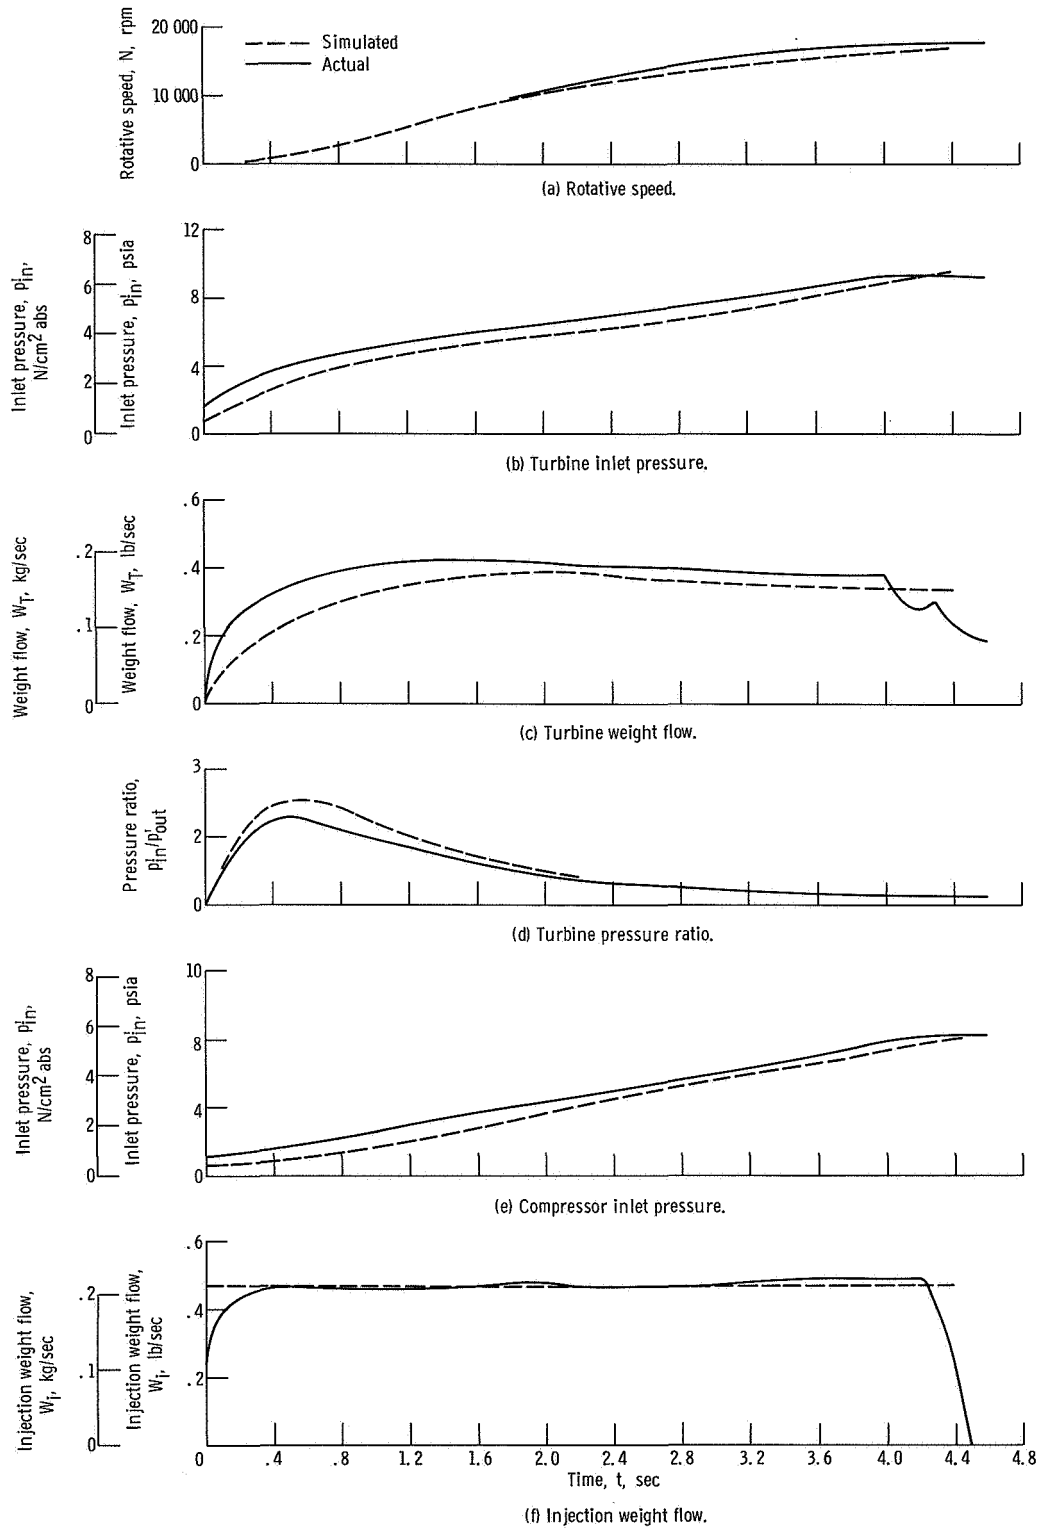 20 000
10 000
0
Rotative speed, N, rpm
Simulated
Actual
(a) Rotative speed.
8
6
4
2
0
Inlet pressure, p'in,
N/cm2 abs
12
8
4
0
Inlet pressure, p'in, psia
(b) Turbine inlet pressure.
.2
.1
0
Weight flow, WT, kg/sec
.6
.4
.2
0
Weight flow, WT, lb/sec
(c) Turbine weight flow.
3
2
0
Pressure ratio,
p'in/p'out
(d) Turbine pressure ratio.
8
6
4
2
0
Inlet pressure, p'in,
N/cm2 abs
10
8
4
0
Inlet pressure, p'in, psia
(e) Compressor inlet pressure.
.2
.1
0
Injection weight flow,
Wi, kg/sec
.6
.4
.2
Injection weight flow,
Wi, lb/sec
0 .4 .8 1.2 1.6 2.0 2.4 2.8 3.2 3.6 4.0 4.4 4.8
Time, t, sec
(f) Injection weight flow.